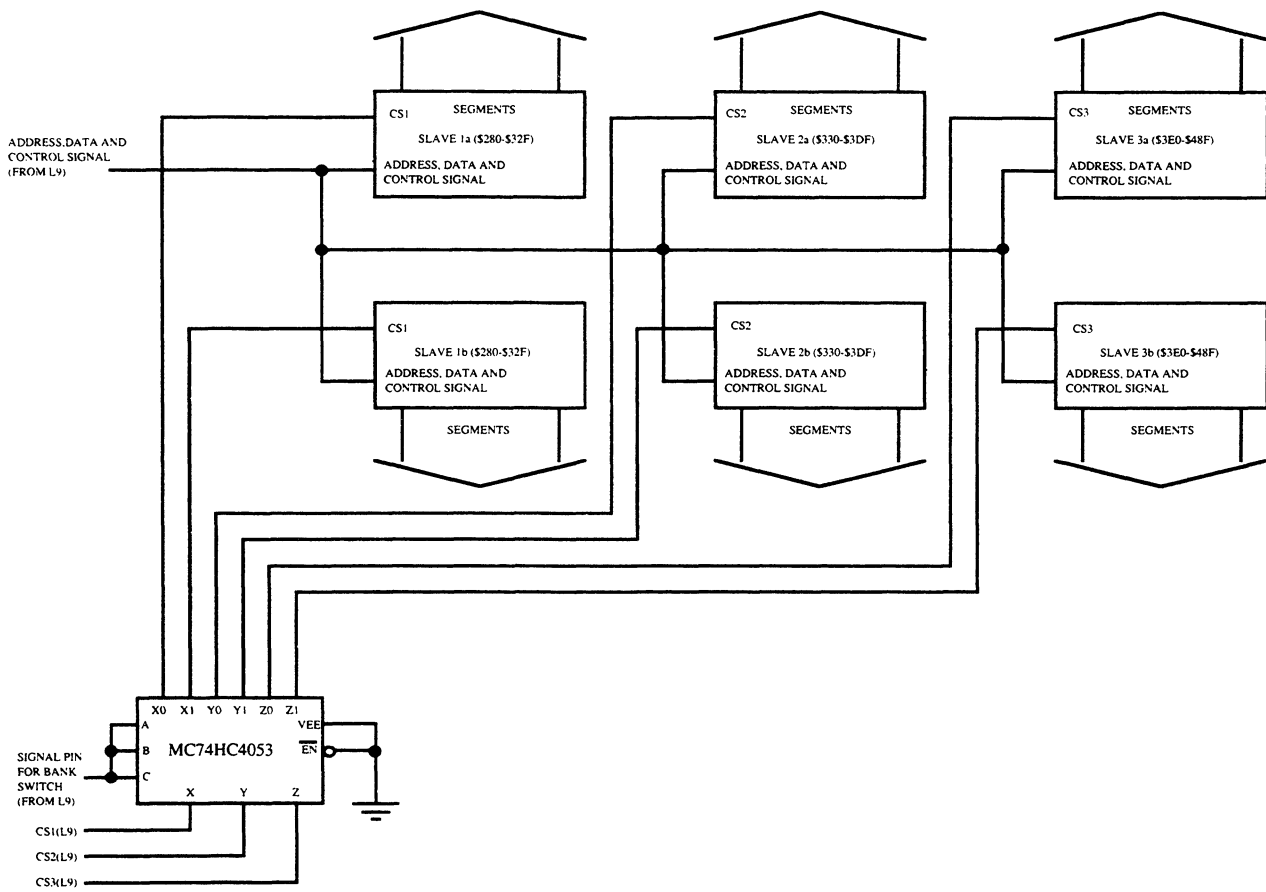 SEGMENTS
CS1
SLAVE 1a ($280-$32F)
ADDRESS, DATA AND
CONTROL SIGNAL
SEGMENTS
CS2
SLAVE 2a ($330-$3DF)
ADDRESS, DATA AND
CONTROL SIGNAL
SEGMENTS
CS3
SLAVE 3a ($3E0-$48F)
ADDRESS, DATA AND
CONTROL SIGNAL
ADDRESS,DATA AND
CONTROL SIGNAL
(FROM L9)
CS1
SLAVE 1b ($280-$32F)
ADDRESS, DATA AND
CONTROL SIGNAL
SEGMENTS
CS2
SLAVE 2b ($330-$3DF)
ADDRESS, DATA AND
CONTROL SIGNAL
SEGMENTS
CS3
SLAVE 3b ($3E0-$48F)
ADDRESS, DATA AND
CONTROL SIGNAL
SEGMENTS
X0 X1 Y0 Y1 Z0 Z1
A
B
C
MC74HC4053
VEE
EN
X Y Z
SIGNAL PIN
FOR BANK
SWITCH
(FROM L9)
CS1(L9)
CS2(L9)
CS3(L9)